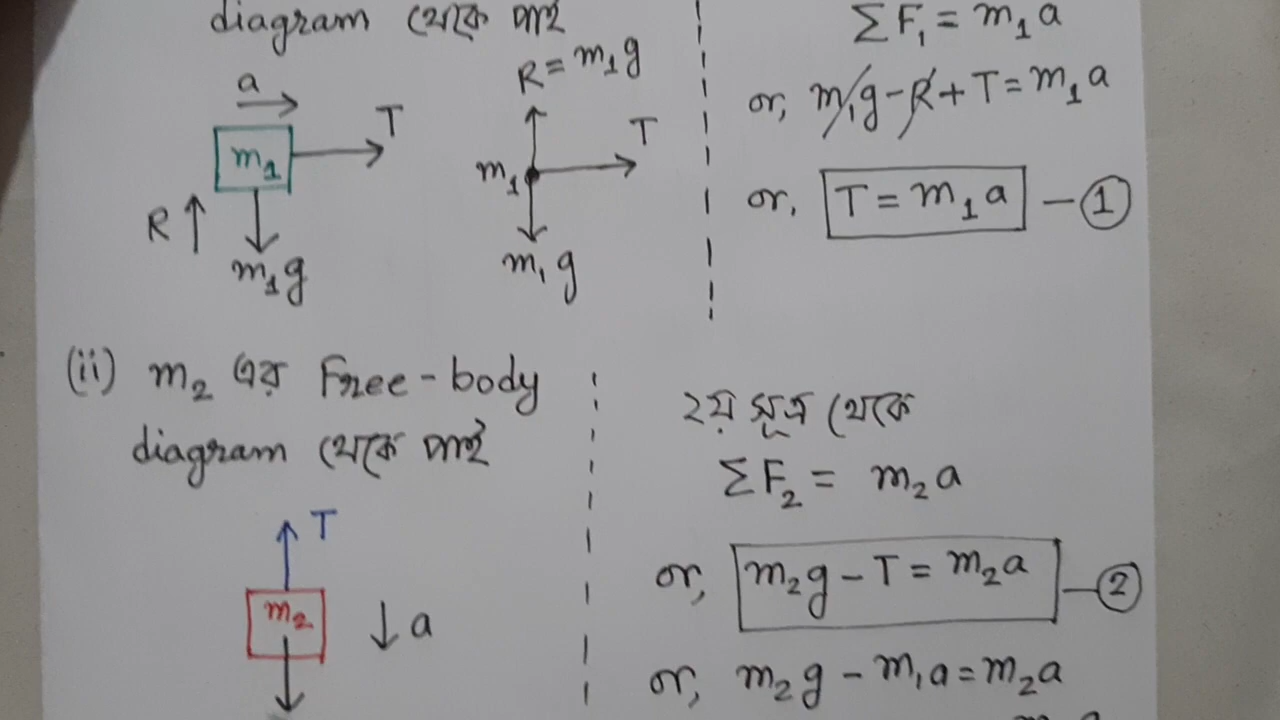 diagram থেকে পাই
a
T
m₁
R
m₁g
R = m₁g
T
m₁
m₁g
ΣF₁ = m₁a
or, m₁g - R + T = m₁a
or, T = m₁a —①
(ii) m₂ এর Free-body
diagram থেকে পাই
T
m₂
a
২য় সূত্র থেকে
ΣF₂ = m₂a
or, m₂g - T = m₂a —②
or, m₂g - m₁a = m₂a